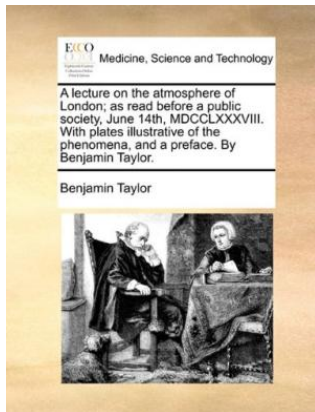 ECCO
Medicine, Science and Technology
A lecture on the atmosphere of
London; as read before a public
society, June 14th, MDCCLXXXVIII.
With plates illustrative of the
phenomena, and a preface. By
Benjamin Taylor.
Benjamin Taylor